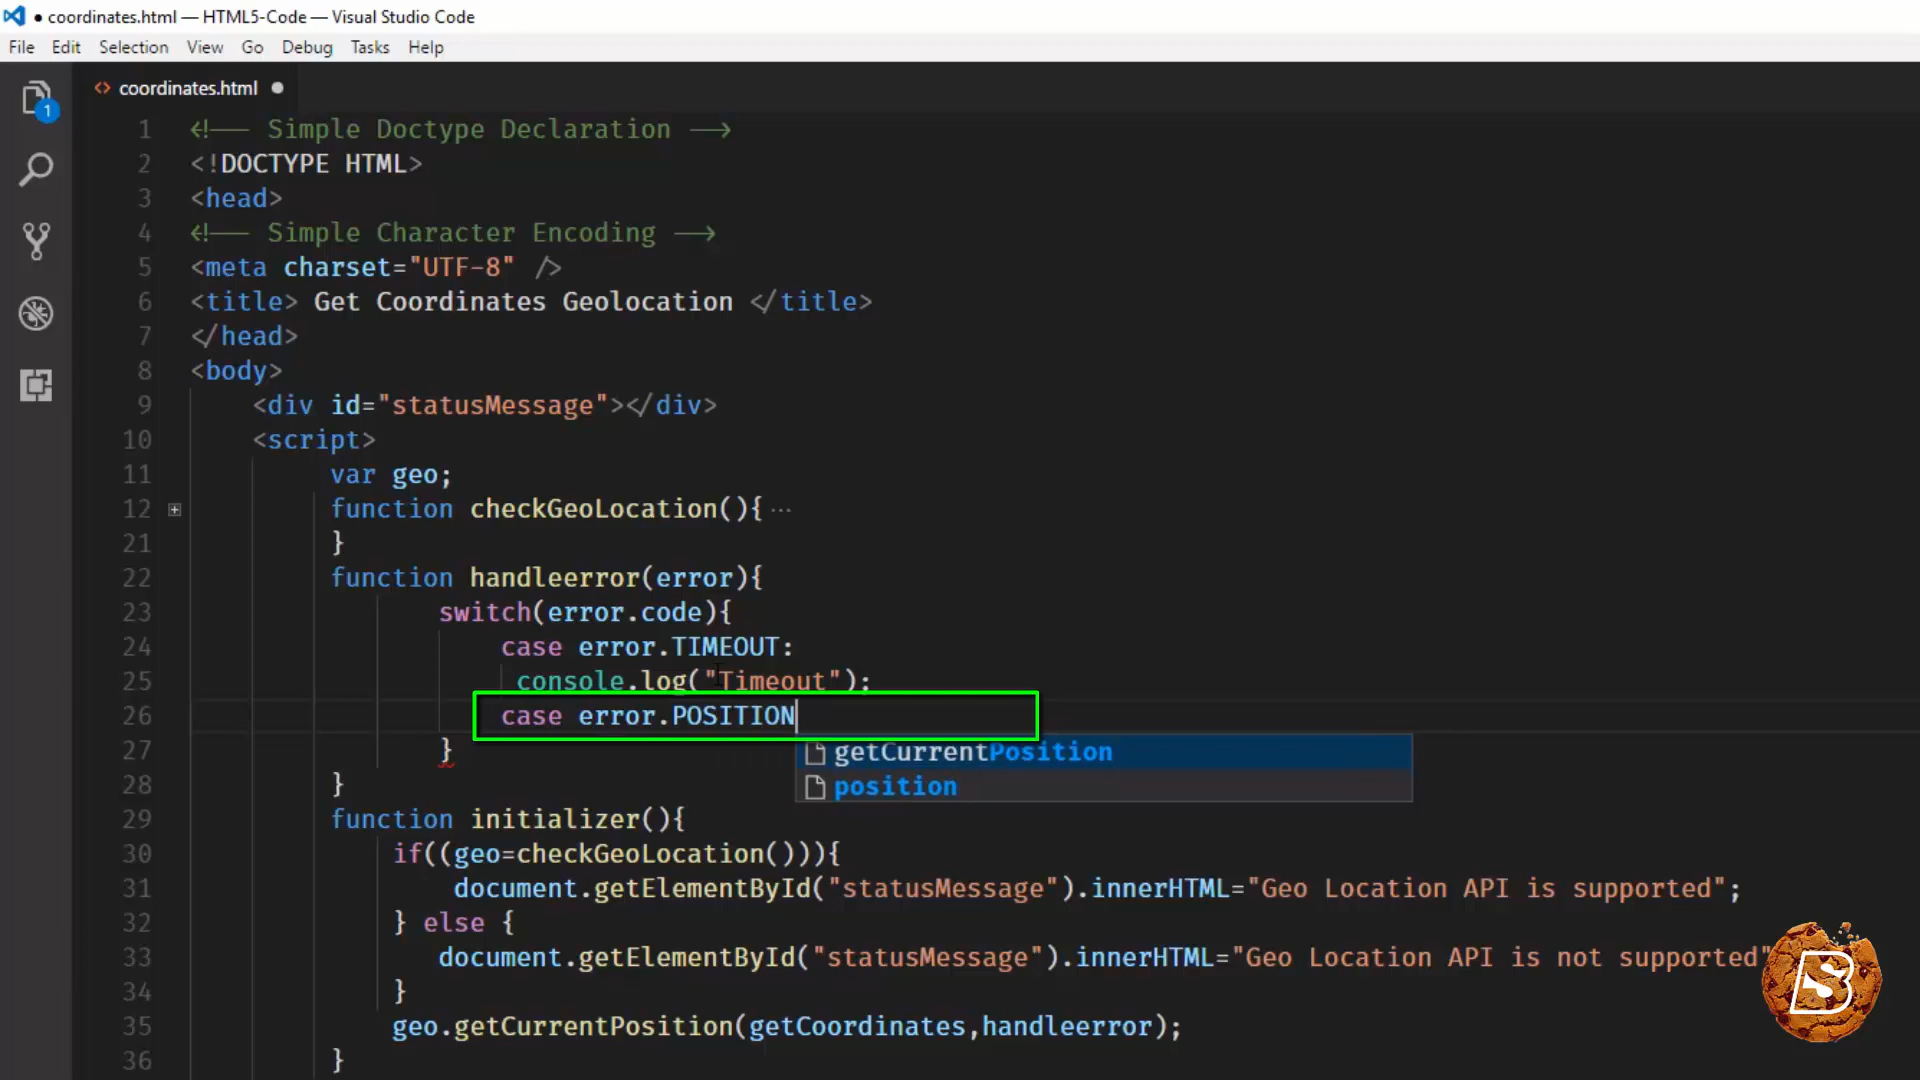 ● coordinates.html — HTML5-Code — Visual Studio Code
File Edit Selection View Go Debug Tasks Help
<> coordinates.html ●
1
1 <!-- Simple Doctype Declaration -->
2 <!DOCTYPE HTML>
3 <head>
4 <!-- Simple Character Encoding -->
5 <meta charset="UTF-8" />
6 <title> Get Coordinates Geolocation </title>
7 </head>
8 <body>
9 <div id="statusMessage"></div>
10 <script>
11 var geo;
12 function checkGeoLocation(){ ...
21 }
22 function handleerror(error){
23 switch(error.code){
24 case error.TIMEOUT:
25 console.log("Timeout");
26 case error.POSITION
27 }
getCurrentPosition
position
28 }
29 function initializer(){
30 if((geo=checkGeoLocation())){
31 document.getElementById("statusMessage").innerHTML="Geo Location API is supported";
32 } else {
33 document.getElementById("statusMessage").innerHTML="Geo Location API is not supported"
34 }
35 geo.getCurrentPosition(getCoordinates,handleerror);
36 }